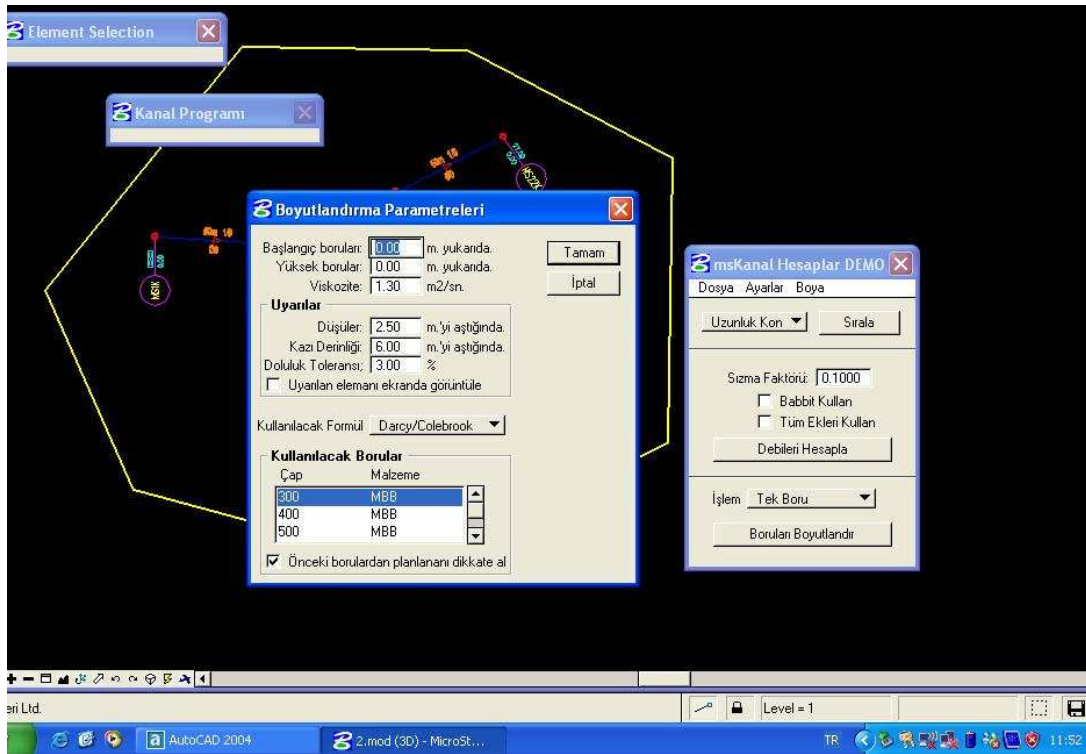 Element Selection
Kanal Programı
MS1K
MS22K
Boyutlandırma Parametreleri
Başlangıç boruları: 0.00 m. yukarıda.
Yüksek borular: 0.00 m. yukarıda.
Viskozite: 1.30 m2/sn.
Tamam
İptal
Uyarılar
Düşüler: 2.50 m.'yi aştığında.
Kazı Derinliği: 6.00 m.'yi aştığında.
Doluluk Toleransı; 3.00 %
Uyarılan elemanı ekranda görüntüle
Kullanılacak Formül Darcy/Colebrook
Kullanılacak Borular
Çap Malzeme
300 MBB
400 MBB
500 MBB
Önceki borulardan planlananı dikkate al
msKanal Hesaplar DEMO
Dosya Ayarlar Boya
Uzunluk Kon
Sırala
Sızma Faktörü: 0.1000
Babbit Kullan
Tüm Ekleri Kullan
Debileri Hesapla
İşlem Tek Boru
Boruları Boyutlandır
eri Ltd.
Level = 1
AutoCAD 2004
2.mod (3D) - MicroSt...
TR
11:52